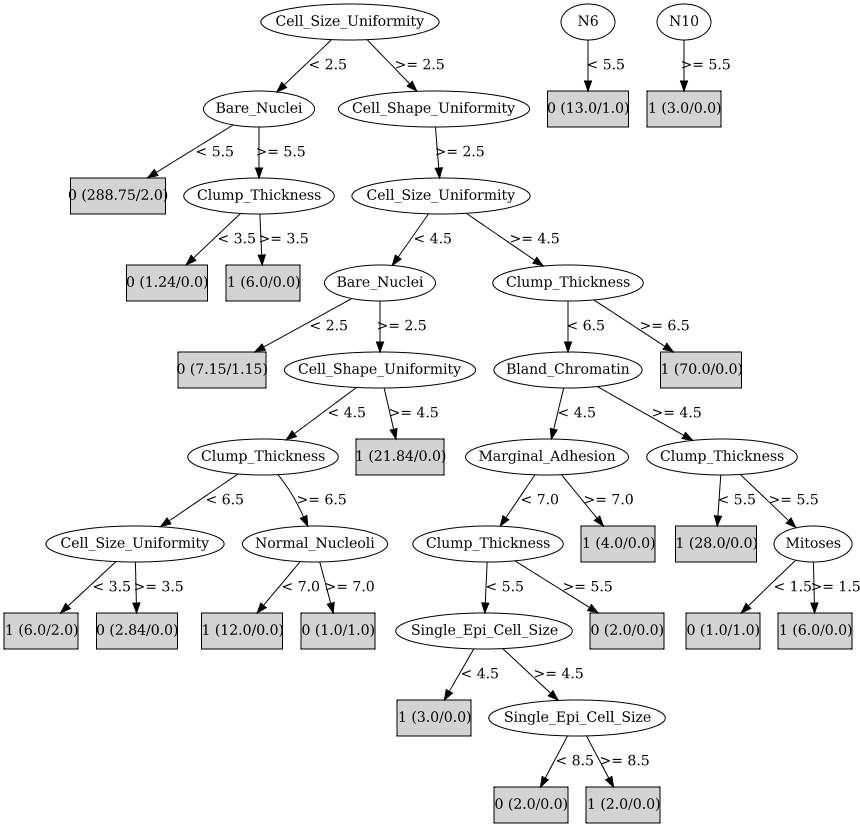 Cell_Size_Uniformity N6 N10
< 2.5 >= 2.5 < 5.5 >= 5.5
Bare_Nuclei Cell_Shape_Uniformity 0 (13.0/1.0) 1 (3.0/0.0)
< 5.5 >= 5.5 >= 2.5
0 (288.75/2.0) Clump_Thickness Cell_Size_Uniformity
< 3.5 >= 3.5 < 4.5 >= 4.5
0 (1.24/0.0) 1 (6.0/0.0) Bare_Nuclei Clump_Thickness
< 2.5 >= 2.5 < 6.5 >= 6.5
0 (7.15/1.15) Cell_Shape_Uniformity Bland_Chromatin 1 (70.0/0.0)
< 4.5 >= 4.5 < 4.5 >= 4.5
Clump_Thickness 1 (21.84/0.0) Marginal_Adhesion Clump_Thickness
< 6.5 >= 6.5 < 7.0 >= 7.0 < 5.5 >= 5.5
Cell_Size_Uniformity Normal_Nucleoli Clump_Thickness 1 (4.0/0.0) 1 (28.0/0.0) Mitoses
< 3.5 >= 3.5 < 7.0 >= 7.0 < 5.5 >= 5.5 < 1.5 >= 1.5
1 (6.0/2.0) 0 (2.84/0.0) 1 (12.0/0.0) 0 (1.0/1.0) Single_Epi_Cell_Size 0 (2.0/0.0) 0 (1.0/1.0) 1 (6.0/0.0)
< 4.5 >= 4.5
1 (3.0/0.0) Single_Epi_Cell_Size
< 8.5 >= 8.5
0 (2.0/0.0) 1 (2.0/0.0)